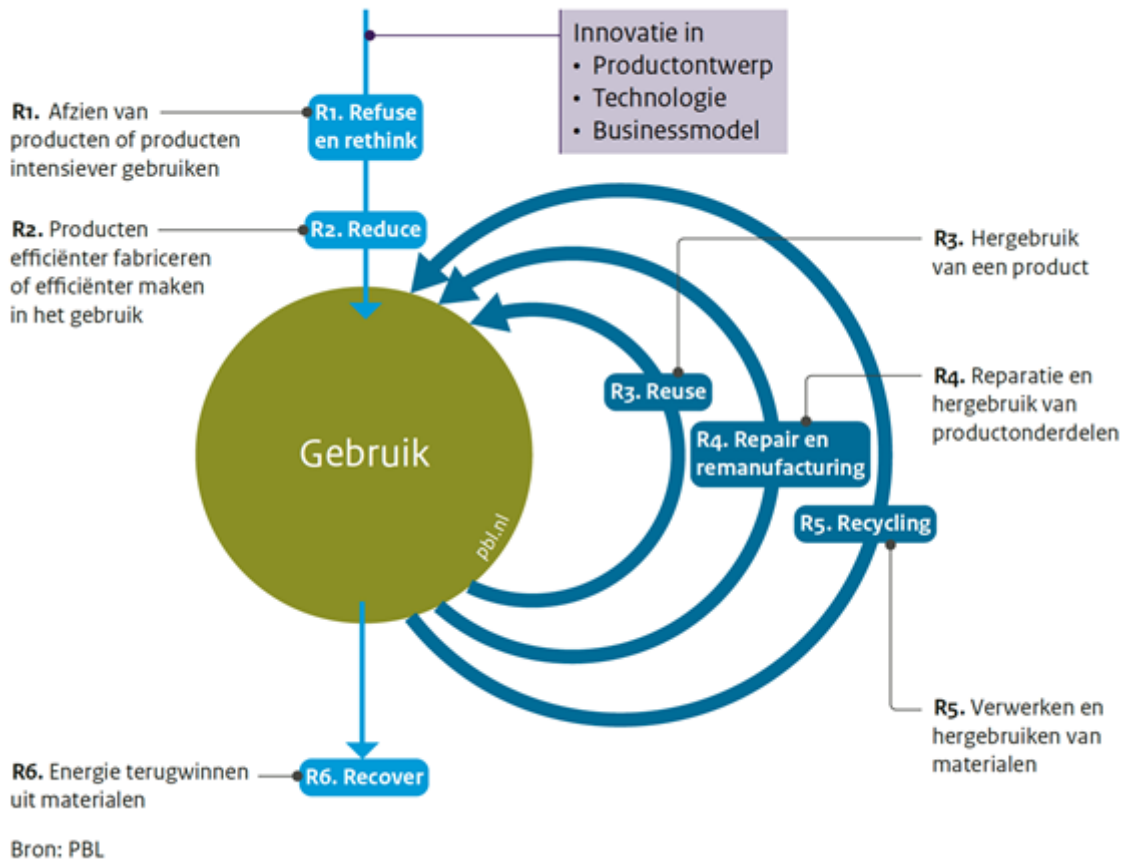 Innovatie in
• Productontwerp
• Technologie
• Businessmodel
R1. Afzien van
producten of producten
intensiever gebruiken
R1. Refuse
en rethink
R2. Producten
efficiënter fabriceren
of efficiënter maken
in het gebruik
R2. Reduce
R3. Hergebruik
van een product
R3. Reuse
R4. Reparatie en
hergebruik van
productonderdelen
R4. Repair en
remanufacturing
Gebruik
pbl.nl
R5. Recycling
R5. Verwerken en
hergebruiken van
materialen
R6. Energie terugwinnen
uit materialen
R6. Recover
Bron: PBL